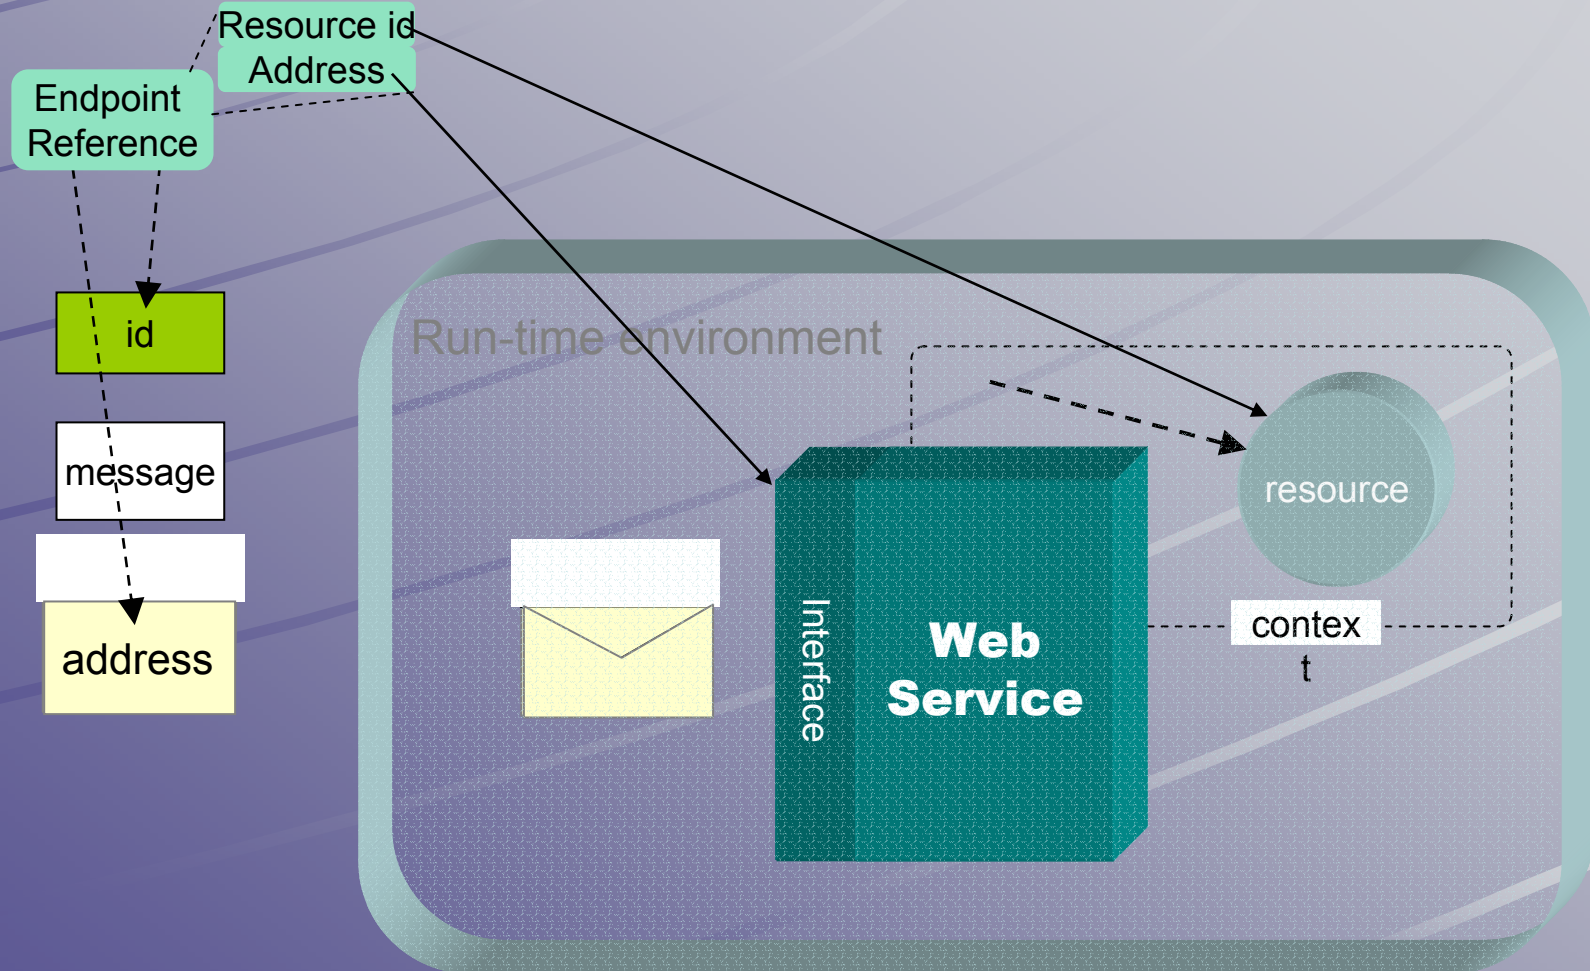 Resource id
Address
Endpoint
Reference
id
Run-time environment
message
resource
address
Interface
Web
Service
contex
t